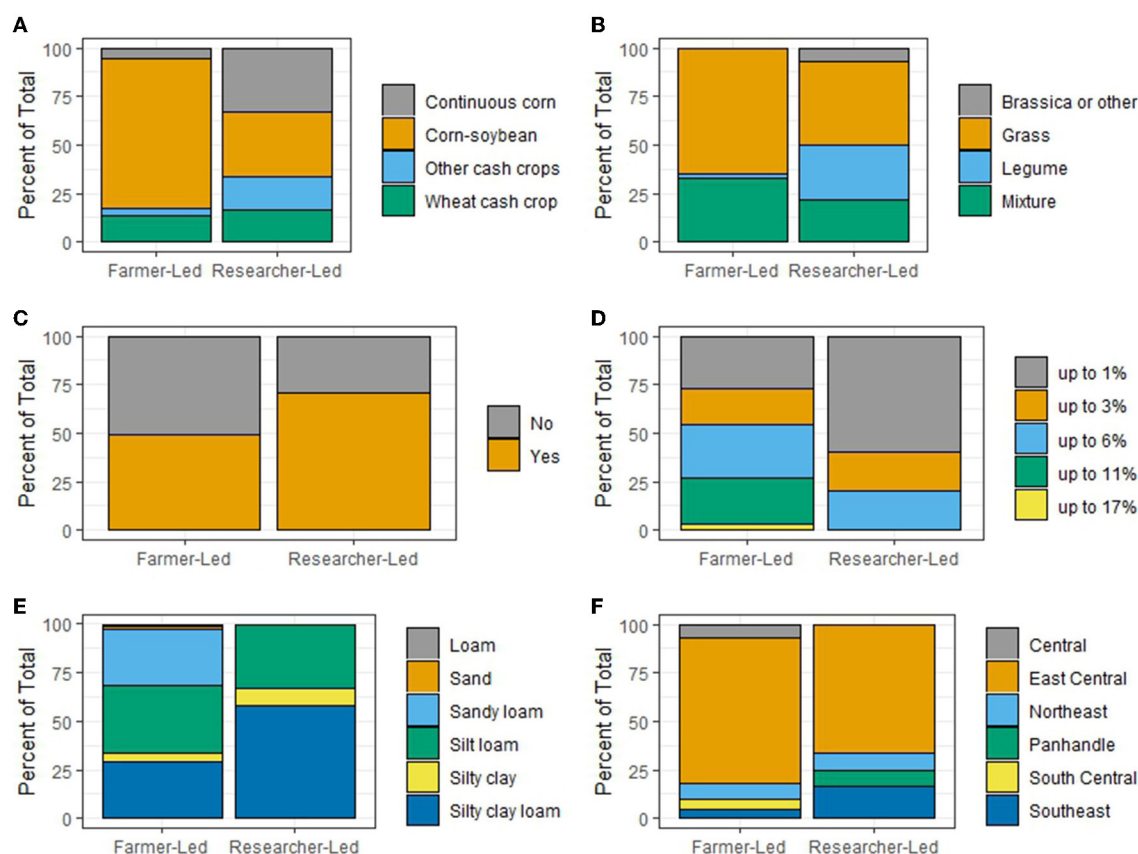 A
Percent of Total
100
75
50
25
0
Farmer-Led
Researcher-Led
Continuous corn
Corn-soybean
Other cash crops
Wheat cash crop
B
Percent of Total
100
75
50
25
0
Farmer-Led
Researcher-Led
Brassica or other
Grass
Legume
Mixture
C
Percent of Total
100
75
50
25
0
Farmer-Led
Researcher-Led
No
Yes
D
Percent of Total
100
75
50
25
0
Farmer-Led
Researcher-Led
up to 1%
up to 3%
up to 6%
up to 11%
up to 17%
E
Percent of Total
100
75
50
25
0
Farmer-Led
Researcher-Led
Loam
Sand
Sandy loam
Silt loam
Silty clay
Silty clay loam
F
Percent of Total
100
75
50
25
0
Farmer-Led
Researcher-Led
Central
East Central
Northeast
Panhandle
South Central
Southeast